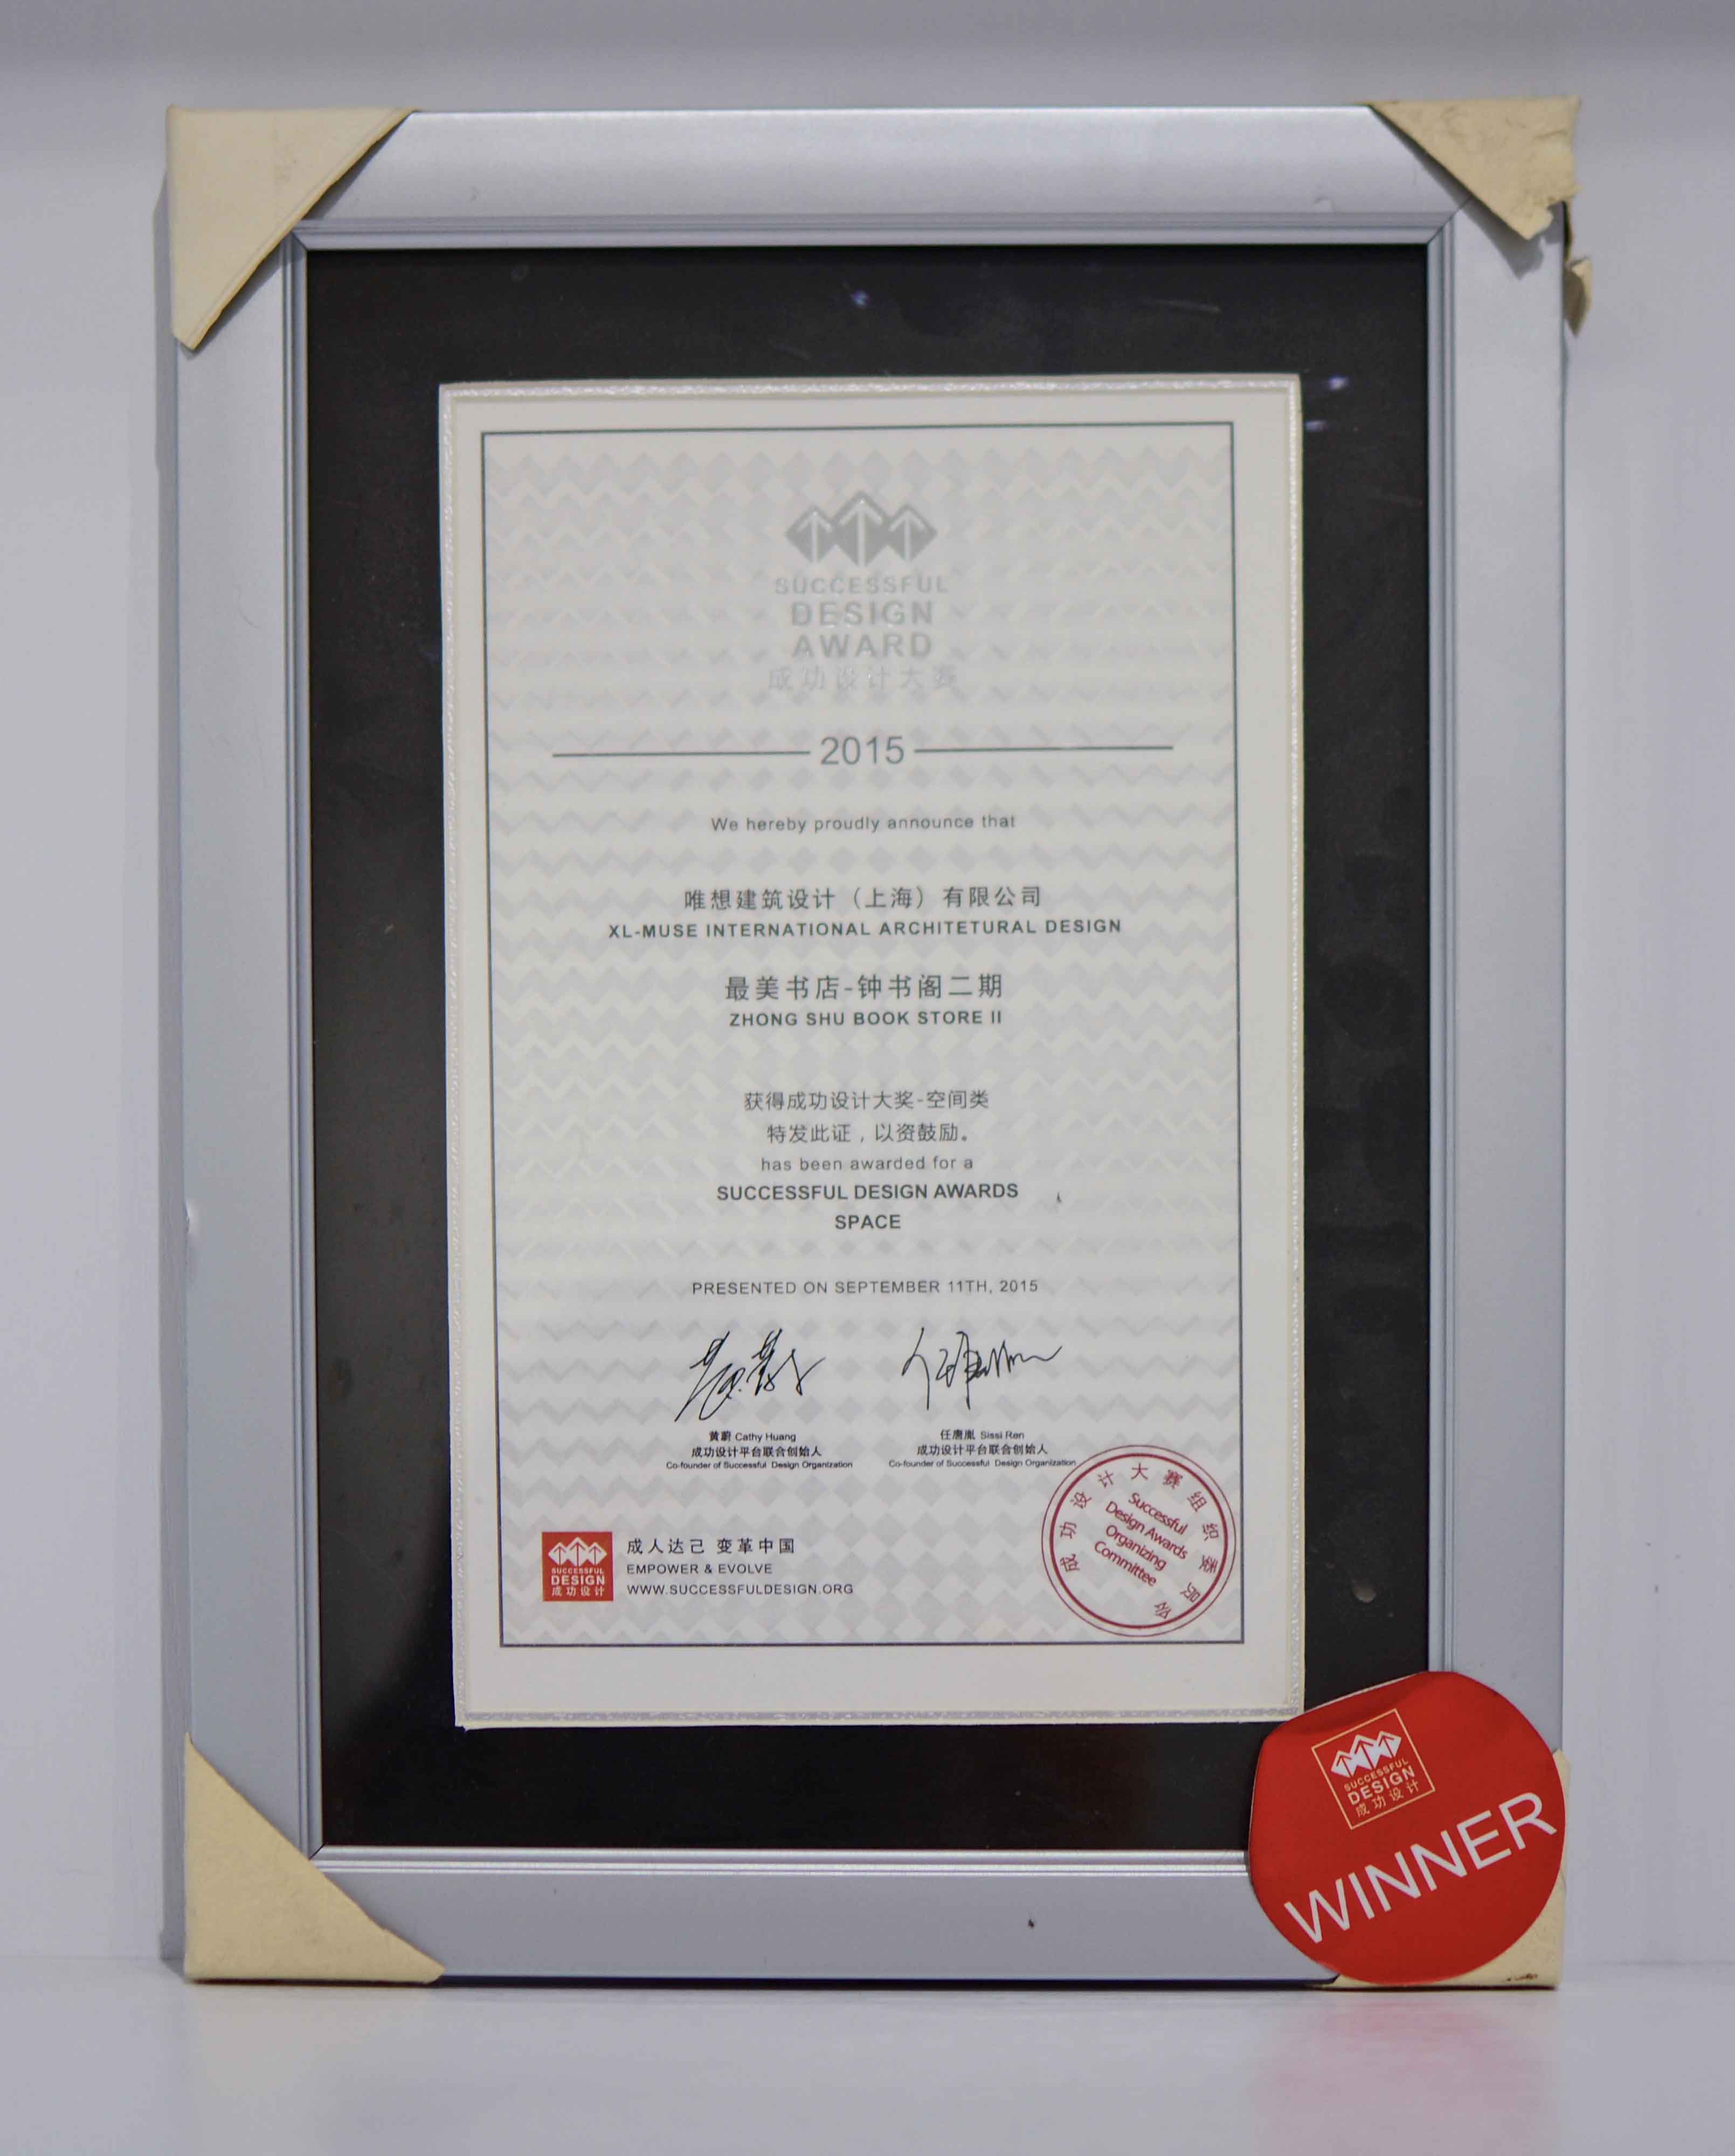 SUCCESSFUL
DESIGN
AWARD
成功设计大赛
2015
We hereby proudly announce that
唯想建筑设计（上海）有限公司
XL-MUSE INTERNATIONAL ARCHITETURAL DESIGN
最美书店-钟书阁二期
ZHONG SHU BOOK STORE II
获得成功设计大奖-空间类
特发此证，以资鼓励。
has been awarded for a
SUCCESSFUL DESIGN AWARDS
SPACE
PRESENTED ON SEPTEMBER 11TH, 2015
黄蔚 Cathy Huang
成功设计平台联合创始人
Co-founder of Successful Design Organization
任唐胤 Sissi Ren
成功设计平台联合创始人
Co-founder of Successful Design Organization
成功设计大赛组织委员会
Successful
Design Awards
Organizing
Committee
SUCCESSFUL
DESIGN
成功设计
成人达己 变革中国
EMPOWER & EVOLVE
WWW.SUCCESSFULDESIGN.ORG
SUCCESSFUL
DESIGN
成功设计
WINNER